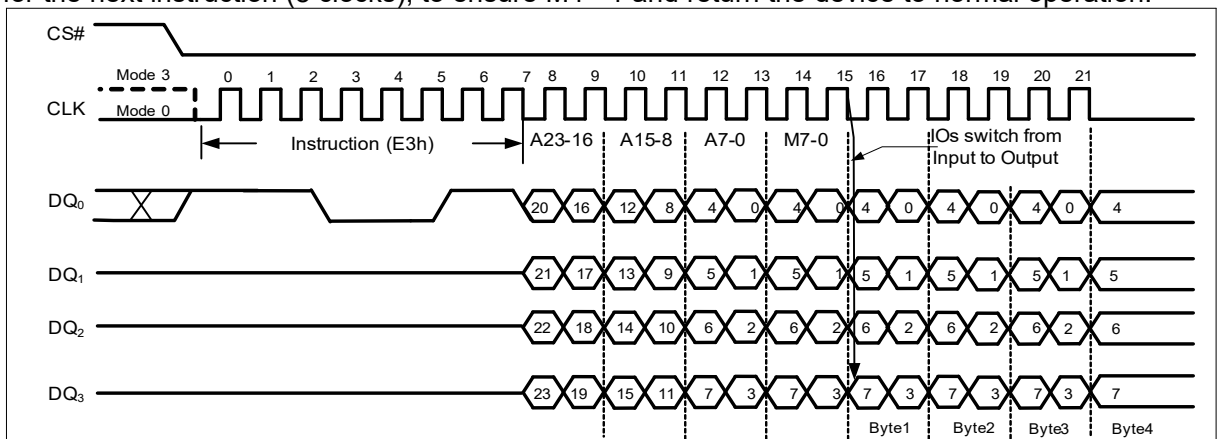 for the next instruction (8 clocks), to ensure M4 = 1 and return the device to normal operation.
CS#
Mode 3
0 1 2 3 4 5 6 7 8 9 10 11 12 13 14 15 16 17 18 19 20 21
CLK
Mode 0
Instruction (E3h)
A23-16 A15-8 A7-0 M7-0
IOs switch from
Input to Output
DQ0
20 16 12 8 4 0 4 0 4 0 4 0 4 0 4
DQ1
21 17 13 9 5 1 5 1 5 1 5 1 5 1 5
DQ2
22 18 14 10 6 2 6 2 6 2 6 2 6 2 6
DQ3
23 19 15 11 7 3 7 3 7 3 7 3 7 3 7
Byte1 Byte2 Byte3 Byte4